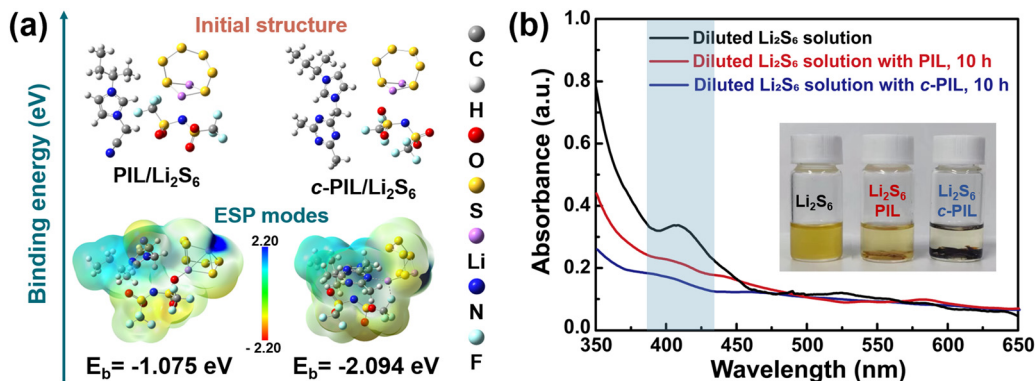 (a)
Binding energy (eV)
Initial structure
PIL/Li₂S₆
c-PIL/Li₂S₆
ESP modes
2.20
- 2.20
E_b= -1.075 eV
E_b= -2.094 eV
C
H
O
S
Li
N
F
(b)
Absorbance (a.u.)
1.0
0.8
0.6
0.4
0.2
0.0
Diluted Li₂S₆ solution
Diluted Li₂S₆ solution with PIL, 10 h
Diluted Li₂S₆ solution with c-PIL, 10 h
Li₂S₆
Li₂S₆
PIL
Li₂S₆
c-PIL
350 400 450 500 550 600 650
Wavelength (nm)